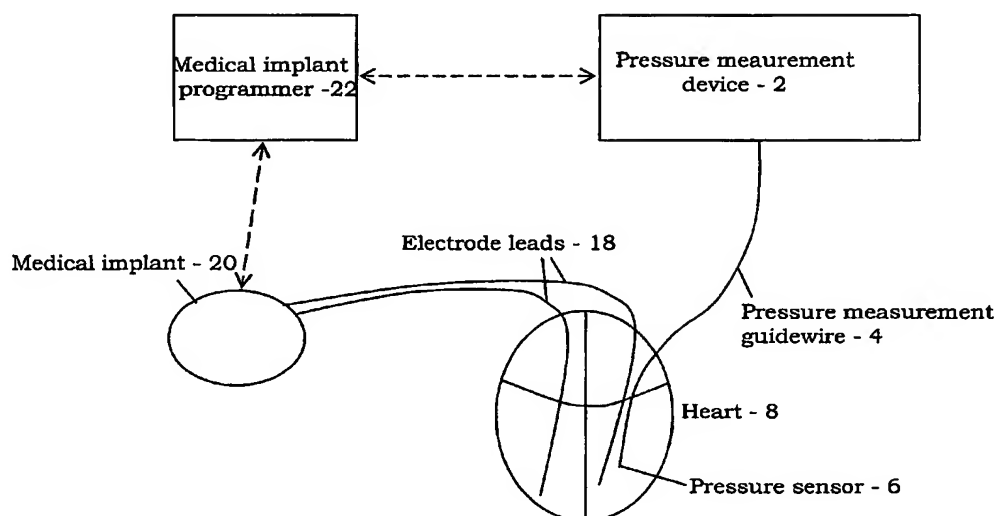 Medical implant
programmer -22
Pressure meaurement
device - 2
Electrode leads - 18
Medical implant - 20
Pressure measurement
guidewire - 4
Heart - 8
Pressure sensor - 6